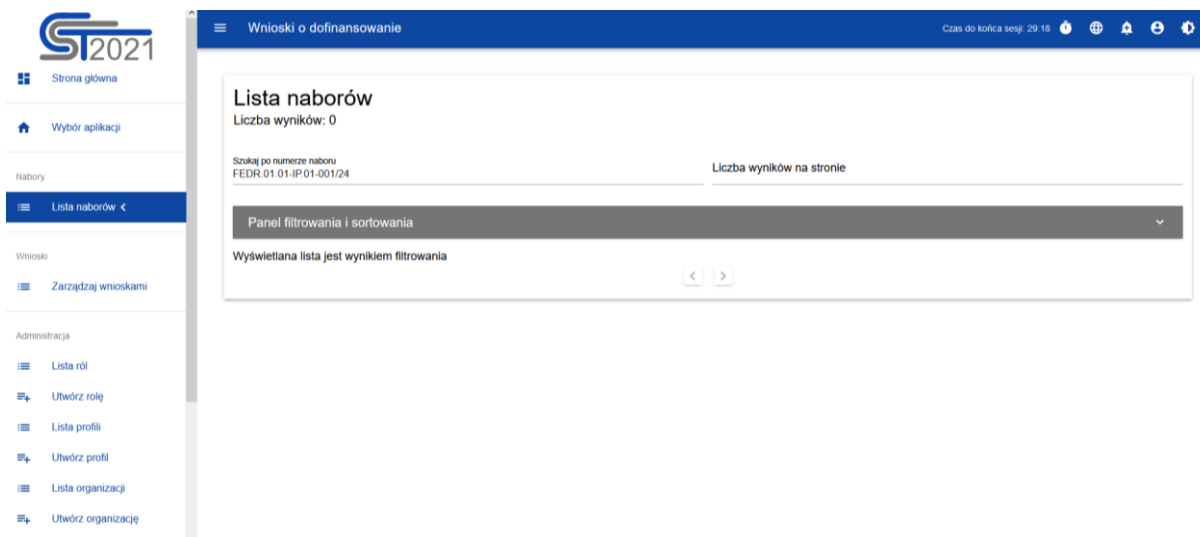 ST2021
Strona główna
Wybór aplikacji
Nabory
Lista naborów
Wnioski
Zarządzaj wnioskami
Administracja
Lista ról
Utwórz rolę
Lista profili
Utwórz profil
Lista organizacji
Utwórz organizację
Wnioski o dofinansowanie
Czas do końca sesji: 29:18
Lista naborów
Liczba wyników: 0
Szukaj po numerze naboru
FEDR.01.01-IP.01-001/24
Liczba wyników na stronie
Panel filtrowania i sortowania
Wyświetlana lista jest wynikiem filtrowania